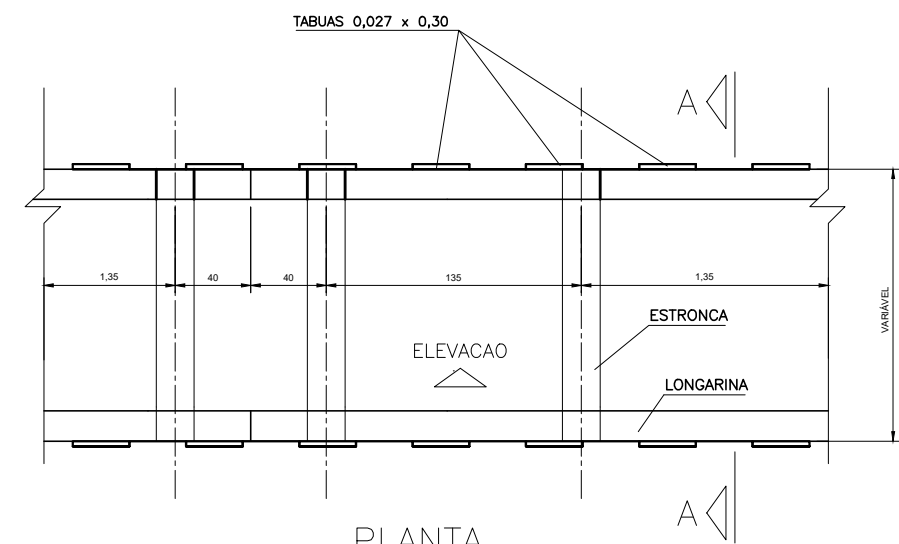 TABUAS 0,027 x 0,30
A
1,35
40
40
135
1,35
VARIÁVEL
ESTRONCA
ELEVACAO
LONGARINA
A
PLANTA